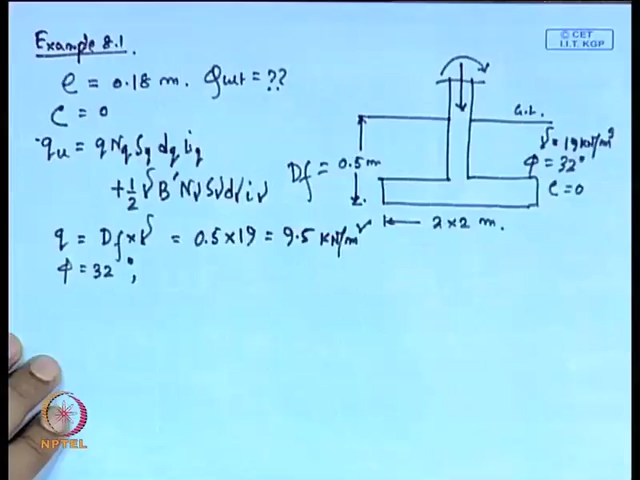 Example 8.1.
e = 0.18 m. Qult = ??
C = 0
qu = q Nq Sq dq iq
+ 1/2 γ B' Nγ Sγ dγ iγ
q = Df × γ = 0.5 × 19 = 9.5 KN/m²
φ = 32°;
© CET
I.I.T. KGP
G.L.
γ = 19 KN/m³
φ = 32°
C = 0
Df = 0.5 m
2 × 2 m.
NPTEL